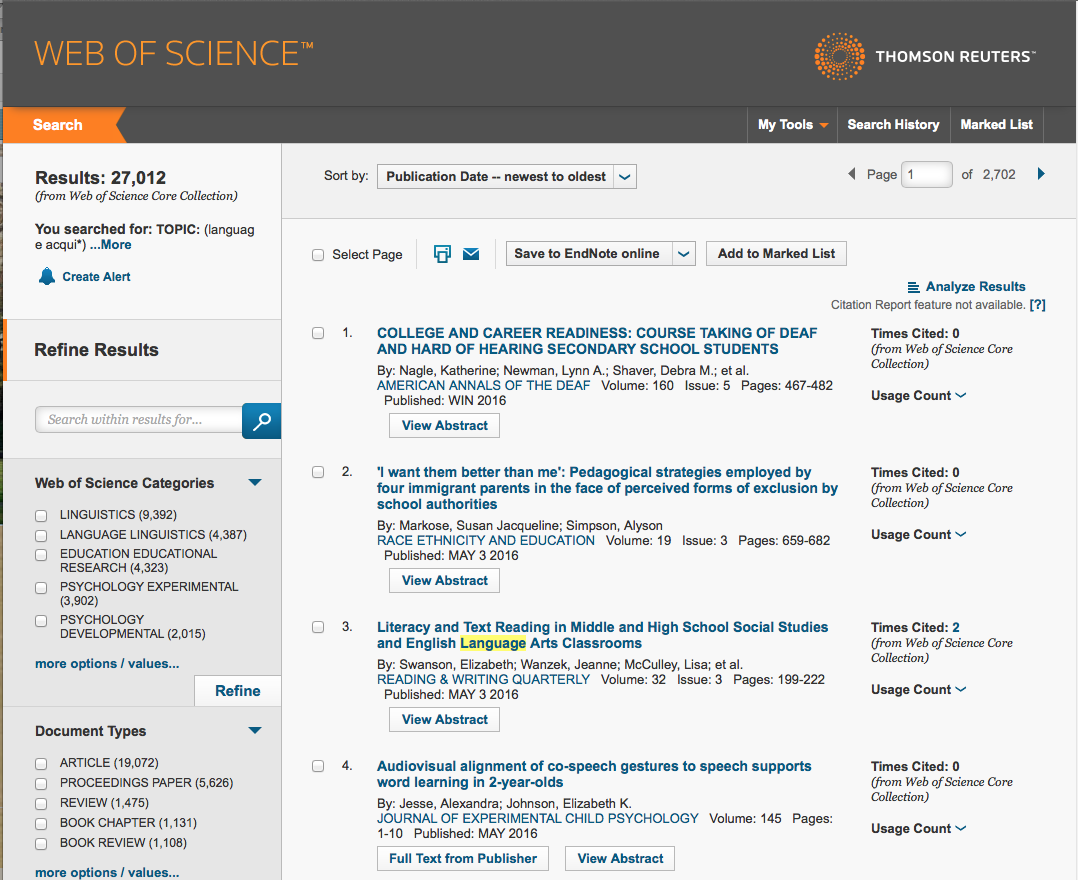 WEB OF SCIENCE™
THOMSON REUTERS™
Search
My Tools
Search History
Marked List
Results: 27,012
(from Web of Science Core Collection)
You searched for: TOPIC: (languag
e acqui*) ...More
Create Alert
Refine Results
Search within results for...
Web of Science Categories
LINGUISTICS (9,392)
LANGUAGE LINGUISTICS (4,387)
EDUCATION EDUCATIONAL
RESEARCH (4,323)
PSYCHOLOGY EXPERIMENTAL
(3,902)
PSYCHOLOGY
DEVELOPMENTAL (2,015)
more options / values...
Refine
Document Types
ARTICLE (19,072)
PROCEEDINGS PAPER (5,626)
REVIEW (1,475)
BOOK CHAPTER (1,131)
BOOK REVIEW (1,108)
more options / values...
Sort by: Publication Date -- newest to oldest
Page 1 of 2,702
Select Page
Save to EndNote online
Add to Marked List
Analyze Results
Citation Report feature not available. [?]
1. COLLEGE AND CAREER READINESS: COURSE TAKING OF DEAF
AND HARD OF HEARING SECONDARY SCHOOL STUDENTS
By: Nagle, Katherine; Newman, Lynn A.; Shaver, Debra M.; et al.
AMERICAN ANNALS OF THE DEAF Volume: 160 Issue: 5 Pages: 467-482
Published: WIN 2016
View Abstract
Times Cited: 0
(from Web of Science Core
Collection)
Usage Count
2. 'I want them better than me': Pedagogical strategies employed by
four immigrant parents in the face of perceived forms of exclusion by
school authorities
By: Markose, Susan Jacqueline; Simpson, Alyson
RACE ETHNICITY AND EDUCATION Volume: 19 Issue: 3 Pages: 659-682
Published: MAY 3 2016
View Abstract
Times Cited: 0
(from Web of Science Core
Collection)
Usage Count
3. Literacy and Text Reading in Middle and High School Social Studies
and English Language Arts Classrooms
By: Swanson, Elizabeth; Wanzek, Jeanne; McCulley, Lisa; et al.
READING & WRITING QUARTERLY Volume: 32 Issue: 3 Pages: 199-222
Published: MAY 3 2016
View Abstract
Times Cited: 2
(from Web of Science Core
Collection)
Usage Count
4. Audiovisual alignment of co-speech gestures to speech supports
word learning in 2-year-olds
By: Jesse, Alexandra; Johnson, Elizabeth K.
JOURNAL OF EXPERIMENTAL CHILD PSYCHOLOGY Volume: 145 Pages:
1-10 Published: MAY 2016
Full Text from Publisher
View Abstract
Times Cited: 0
(from Web of Science Core
Collection)
Usage Count